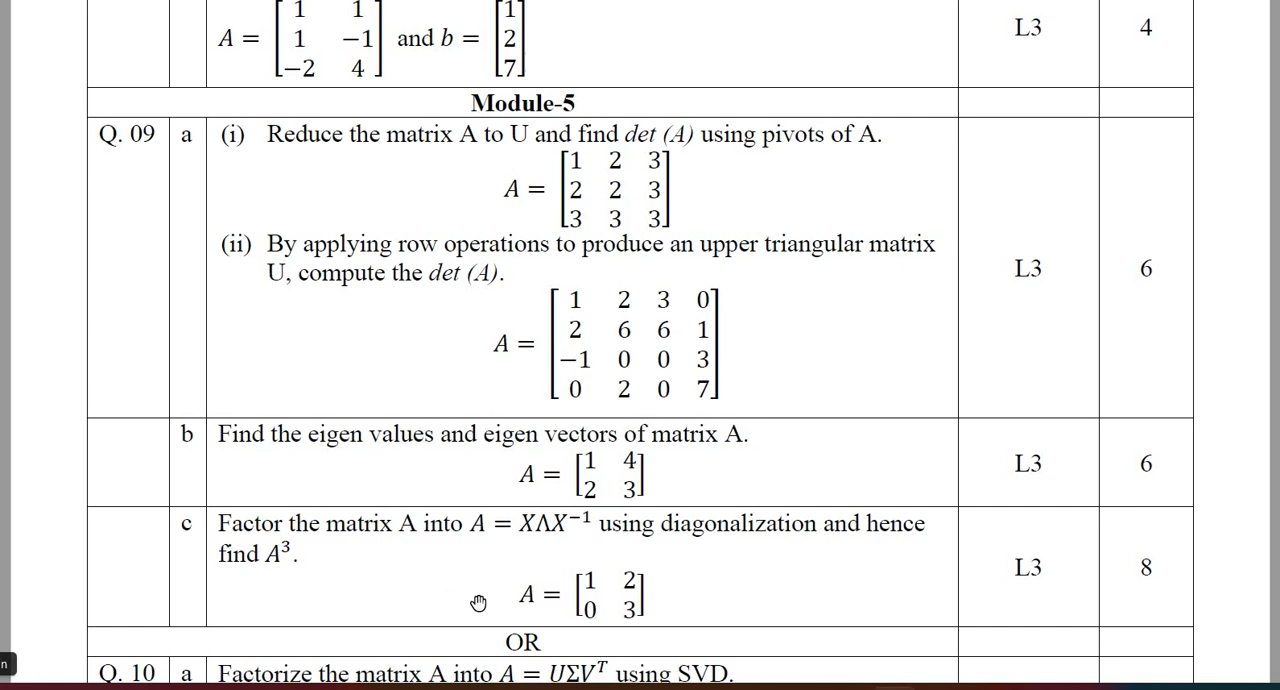 A = [1 1; 1 −1; −2 4] and b = [1; 2; 7] L3 4
Module-5
Q. 09 a (i) Reduce the matrix A to U and find det (A) using pivots of A.
A = [1 2 3; 2 2 3; 3 3 3]
(ii) By applying row operations to produce an upper triangular matrix
U, compute the det (A). L3 6
A = [1 2 3 0; 2 6 6 1; −1 0 0 3; 0 2 0 7]
b Find the eigen values and eigen vectors of matrix A.
A = [1 4; 2 3] L3 6
c Factor the matrix A into A = XΛX⁻¹ using diagonalization and hence
find A³. L3 8
A = [1 2; 0 3]
OR
Q. 10 a Factorize the matrix A into A = UΣVᵀ using SVD.
n